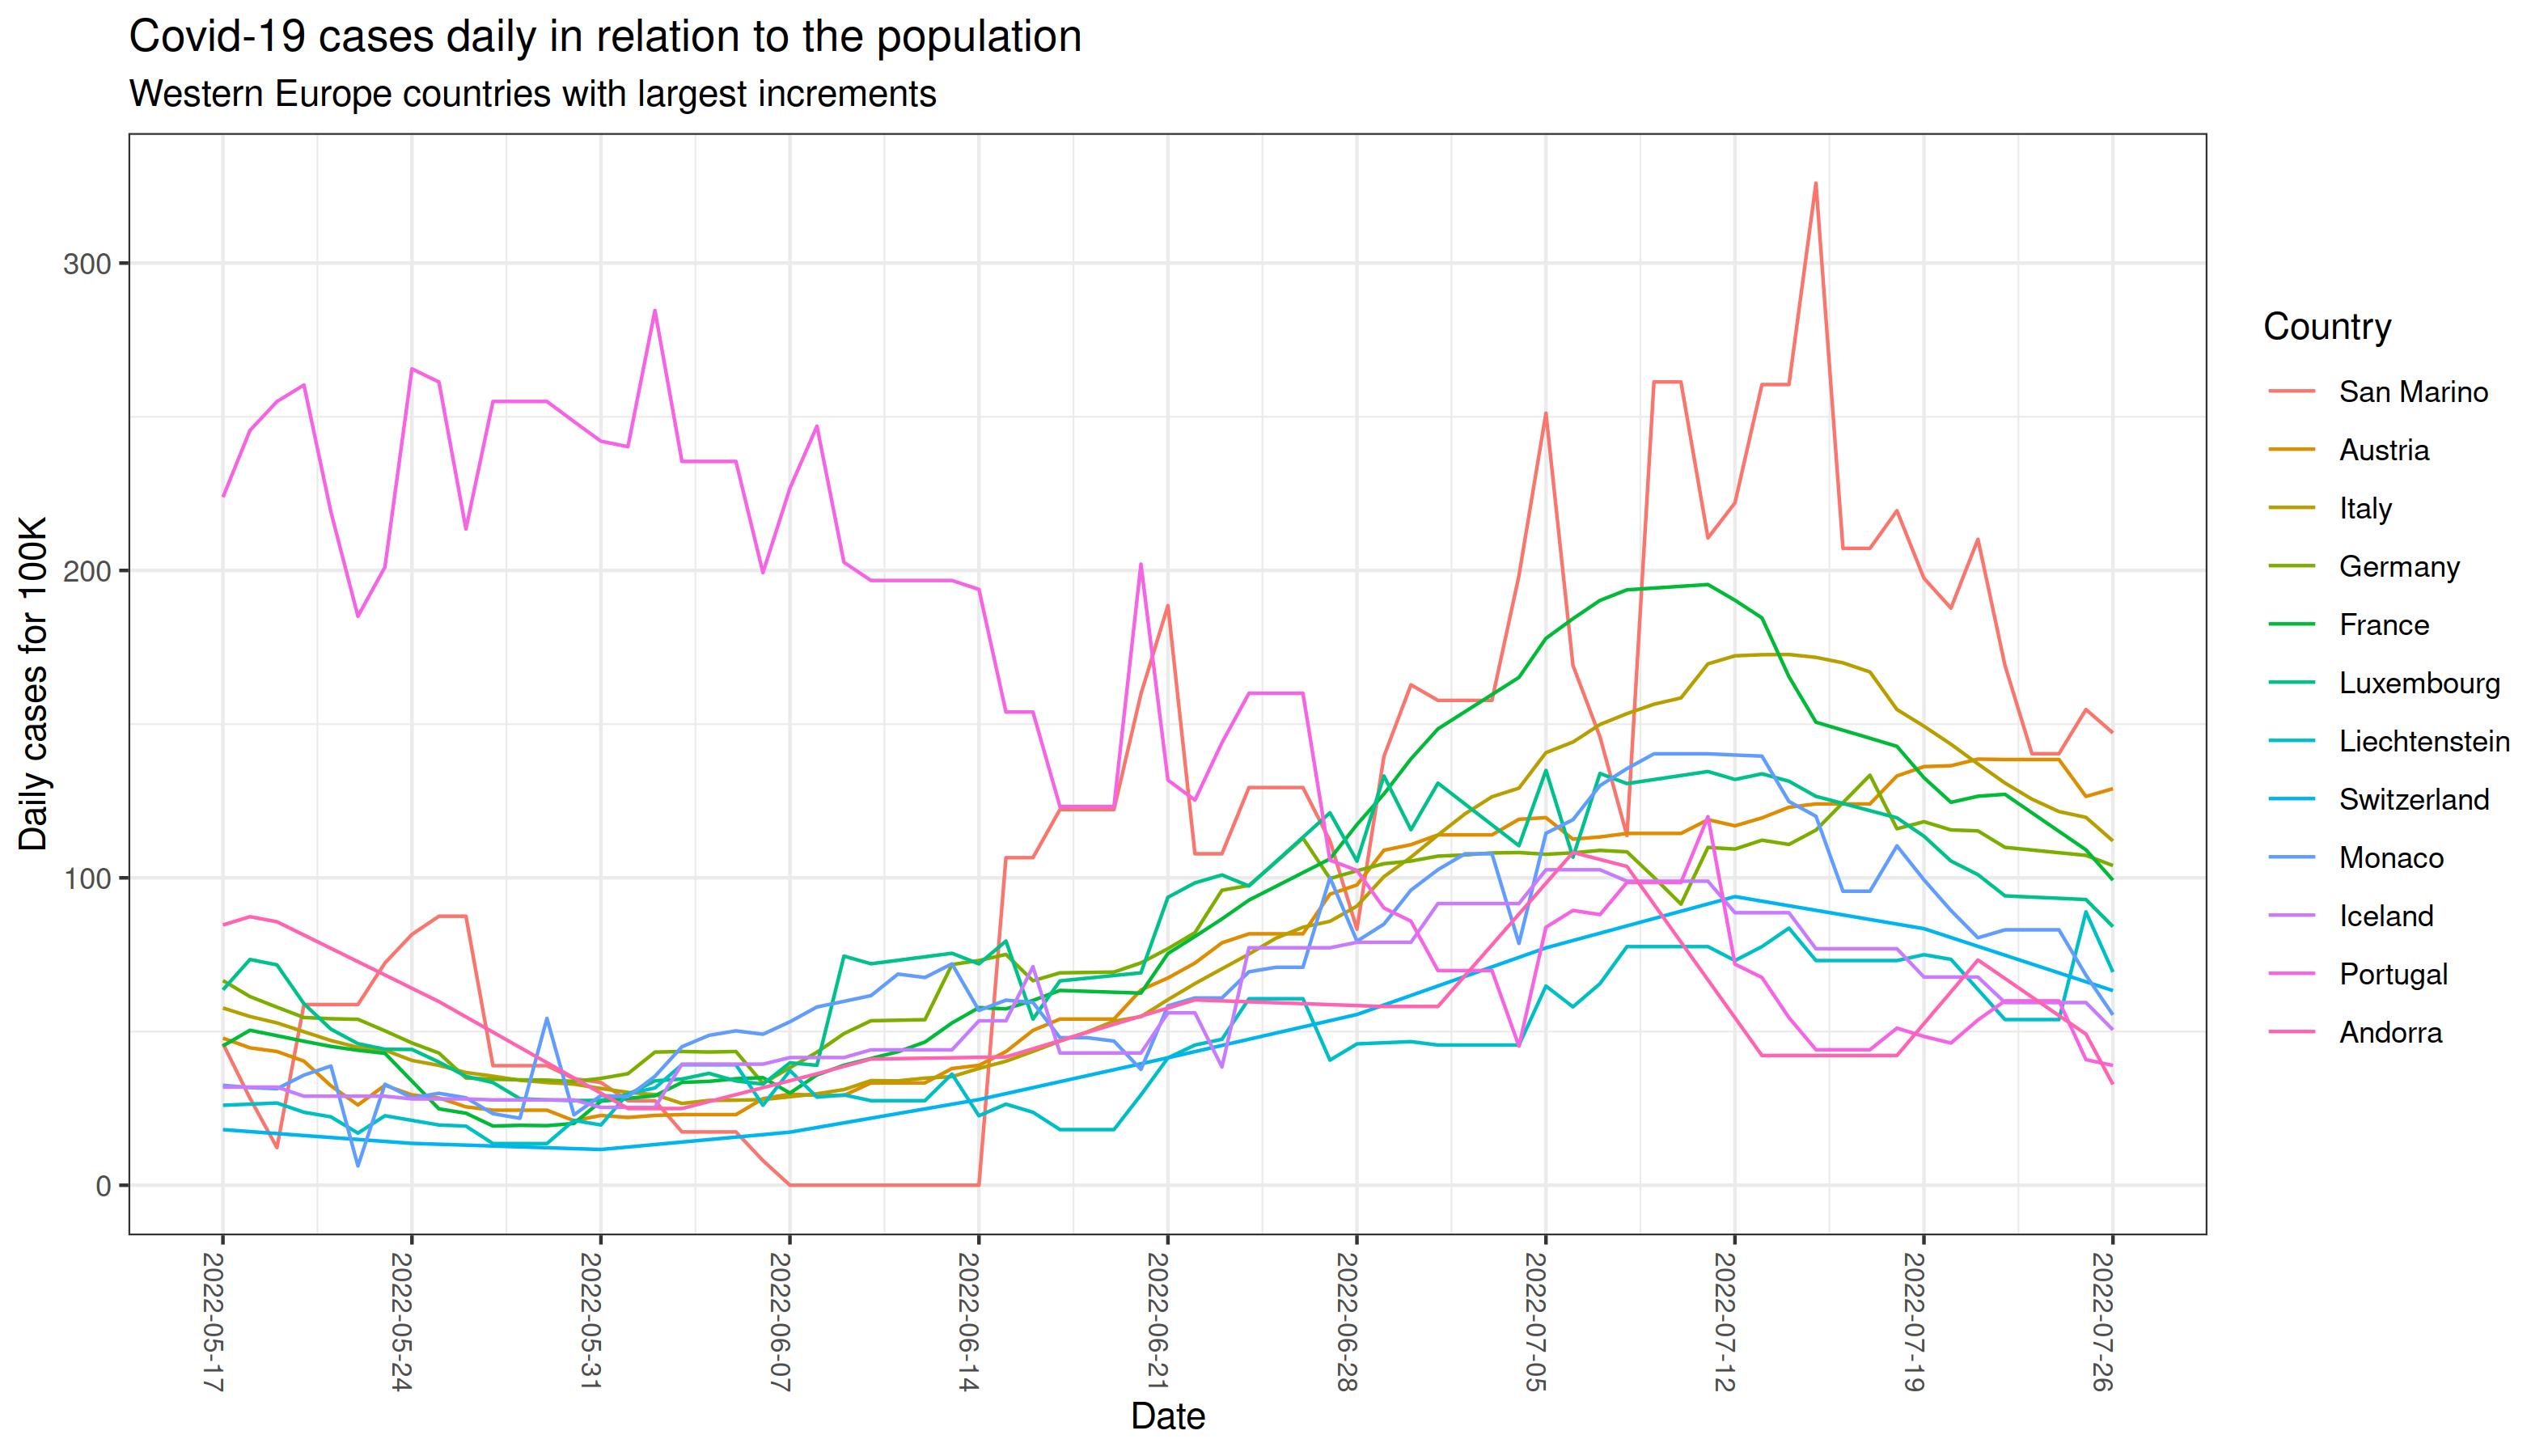 Covid-19 cases daily in relation to the population
Western Europe countries with largest increments
Daily cases for 100K
300
200
100
0
2022-05-17
2022-05-24
2022-05-31
2022-06-07
2022-06-14
2022-06-21
2022-06-28
2022-07-05
2022-07-12
2022-07-19
2022-07-26
Date
Country
San Marino
Austria
Italy
Germany
France
Luxembourg
Liechtenstein
Switzerland
Monaco
Iceland
Portugal
Andorra